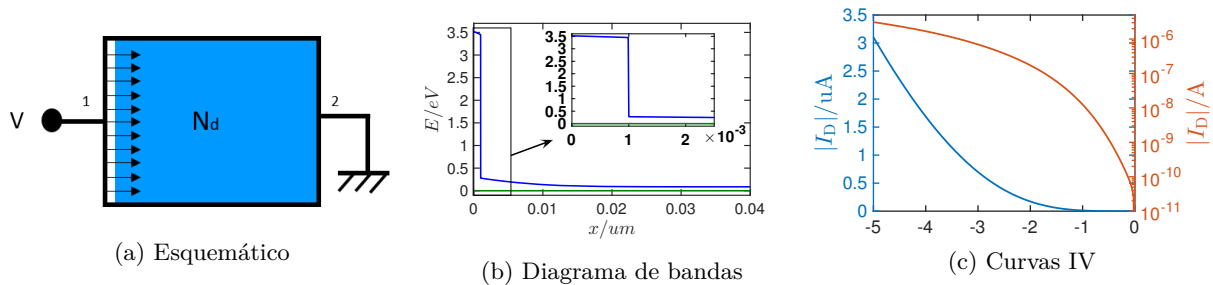 V
1
2
N_d
(a) Esquemático
E/eV
3.5
3
2.5
2
1.5
1
0.5
0
0 0.01 0.02 0.03 0.04
x/um
3.5
3
2.5
2
1.5
1
0.5
0
0 1 2 ×10^-3
(b) Diagrama de bandas
|I_D|/uA
3.5
3
2.5
2
1.5
1
0.5
0
-5 -4 -3 -2 -1 0
10^-6
10^-7
10^-8
10^-9
10^-10
10^-11
|I_D|/A
(c) Curvas IV